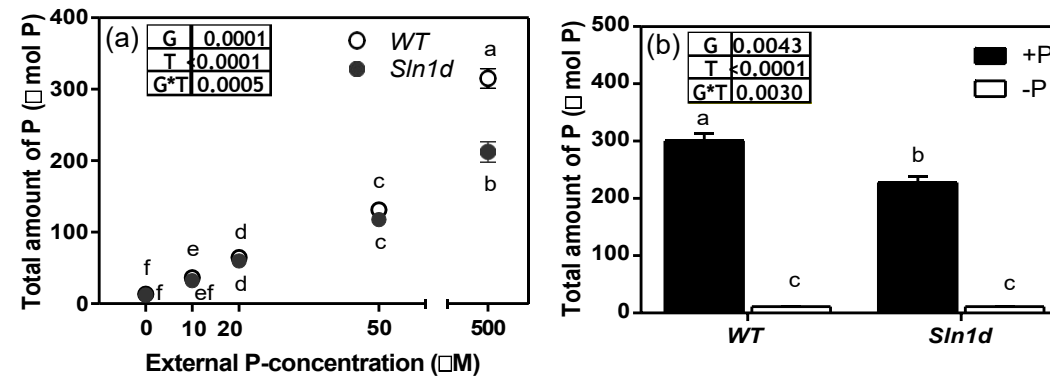 (a)
G 0.0001
T <0.0001
G*T 0.0005
WT
Sln1d
Total amount of P (□ mol P)
400
300
200
100
0
a
b
c
c
d
d
e
ef
f
f
0 10 20 50 500
External P-concentration (□M)
(b)
G 0.0043
T <0.0001
G*T 0.0030
+P
-P
Total amount of P (□ mol P)
500
400
300
200
100
0
a
b
c
c
WT Sln1d